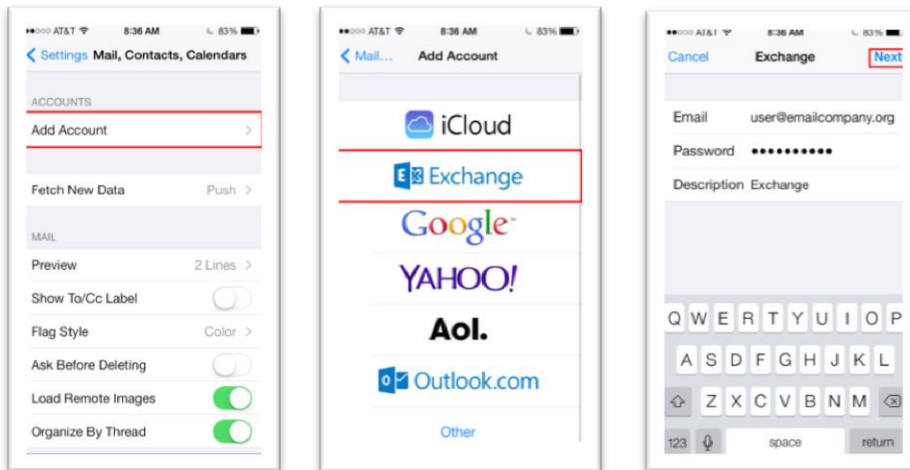 AT&T 8:36 AM 83%
Settings Mail, Contacts, Calendars
ACCOUNTS
Add Account
Fetch New Data Push
MAIL
Preview 2 Lines
Show To/Cc Label
Flag Style Color
Ask Before Deleting
Load Remote Images
Organize By Thread
AT&T 8:36 AM 83%
Mail... Add Account
iCloud
E Exchange
Google
YAHOO!
Aol.
o Outlook.com
Other
AT&T 8:36 AM 83%
Cancel Exchange Next
Email user@emailcompany.org
Password ••••••••••
Description Exchange
Q W E R T Y U I O P
A S D F G H J K L
Z X C V B N M
123 space return